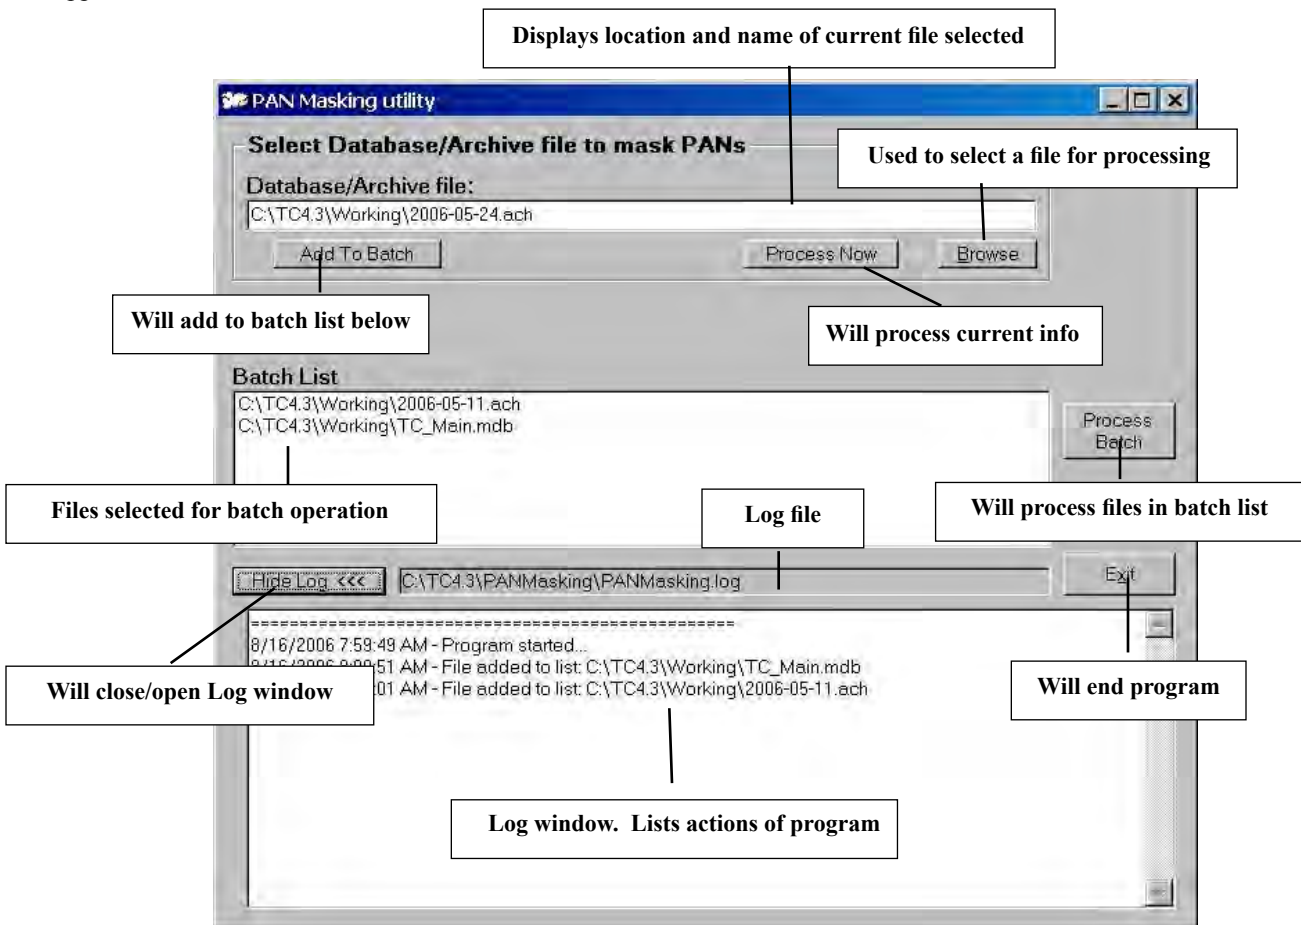 Displays location and name of current file selected
PAN Masking utility
Select Database/Archive file to mask PANs
Used to select a file for processing
Database/Archive file:
C:\TC4.3\Working\2006-05-24.ach
Add To Batch
Process Now
Browse
Will add to batch list below
Will process current info
Batch List
C:\TC4.3\Working\2006-05-11.ach
C:\TC4.3\Working\TC_Main.mdb
Process
Batch
Files selected for batch operation
Log file
Will process files in batch list
Hide Log <<<
C:\TC4.3\PANMasking\PANMasking.log
Exit
==================================================
8/16/2006 7:59:49 AM - Program started...
:51 AM - File added to list: C:\TC4.3\Working\TC_Main.mdb
:01 AM - File added to list: C:\TC4.3\Working\2006-05-11.ach
Will close/open Log window
Will end program
Log window.  Lists actions of program